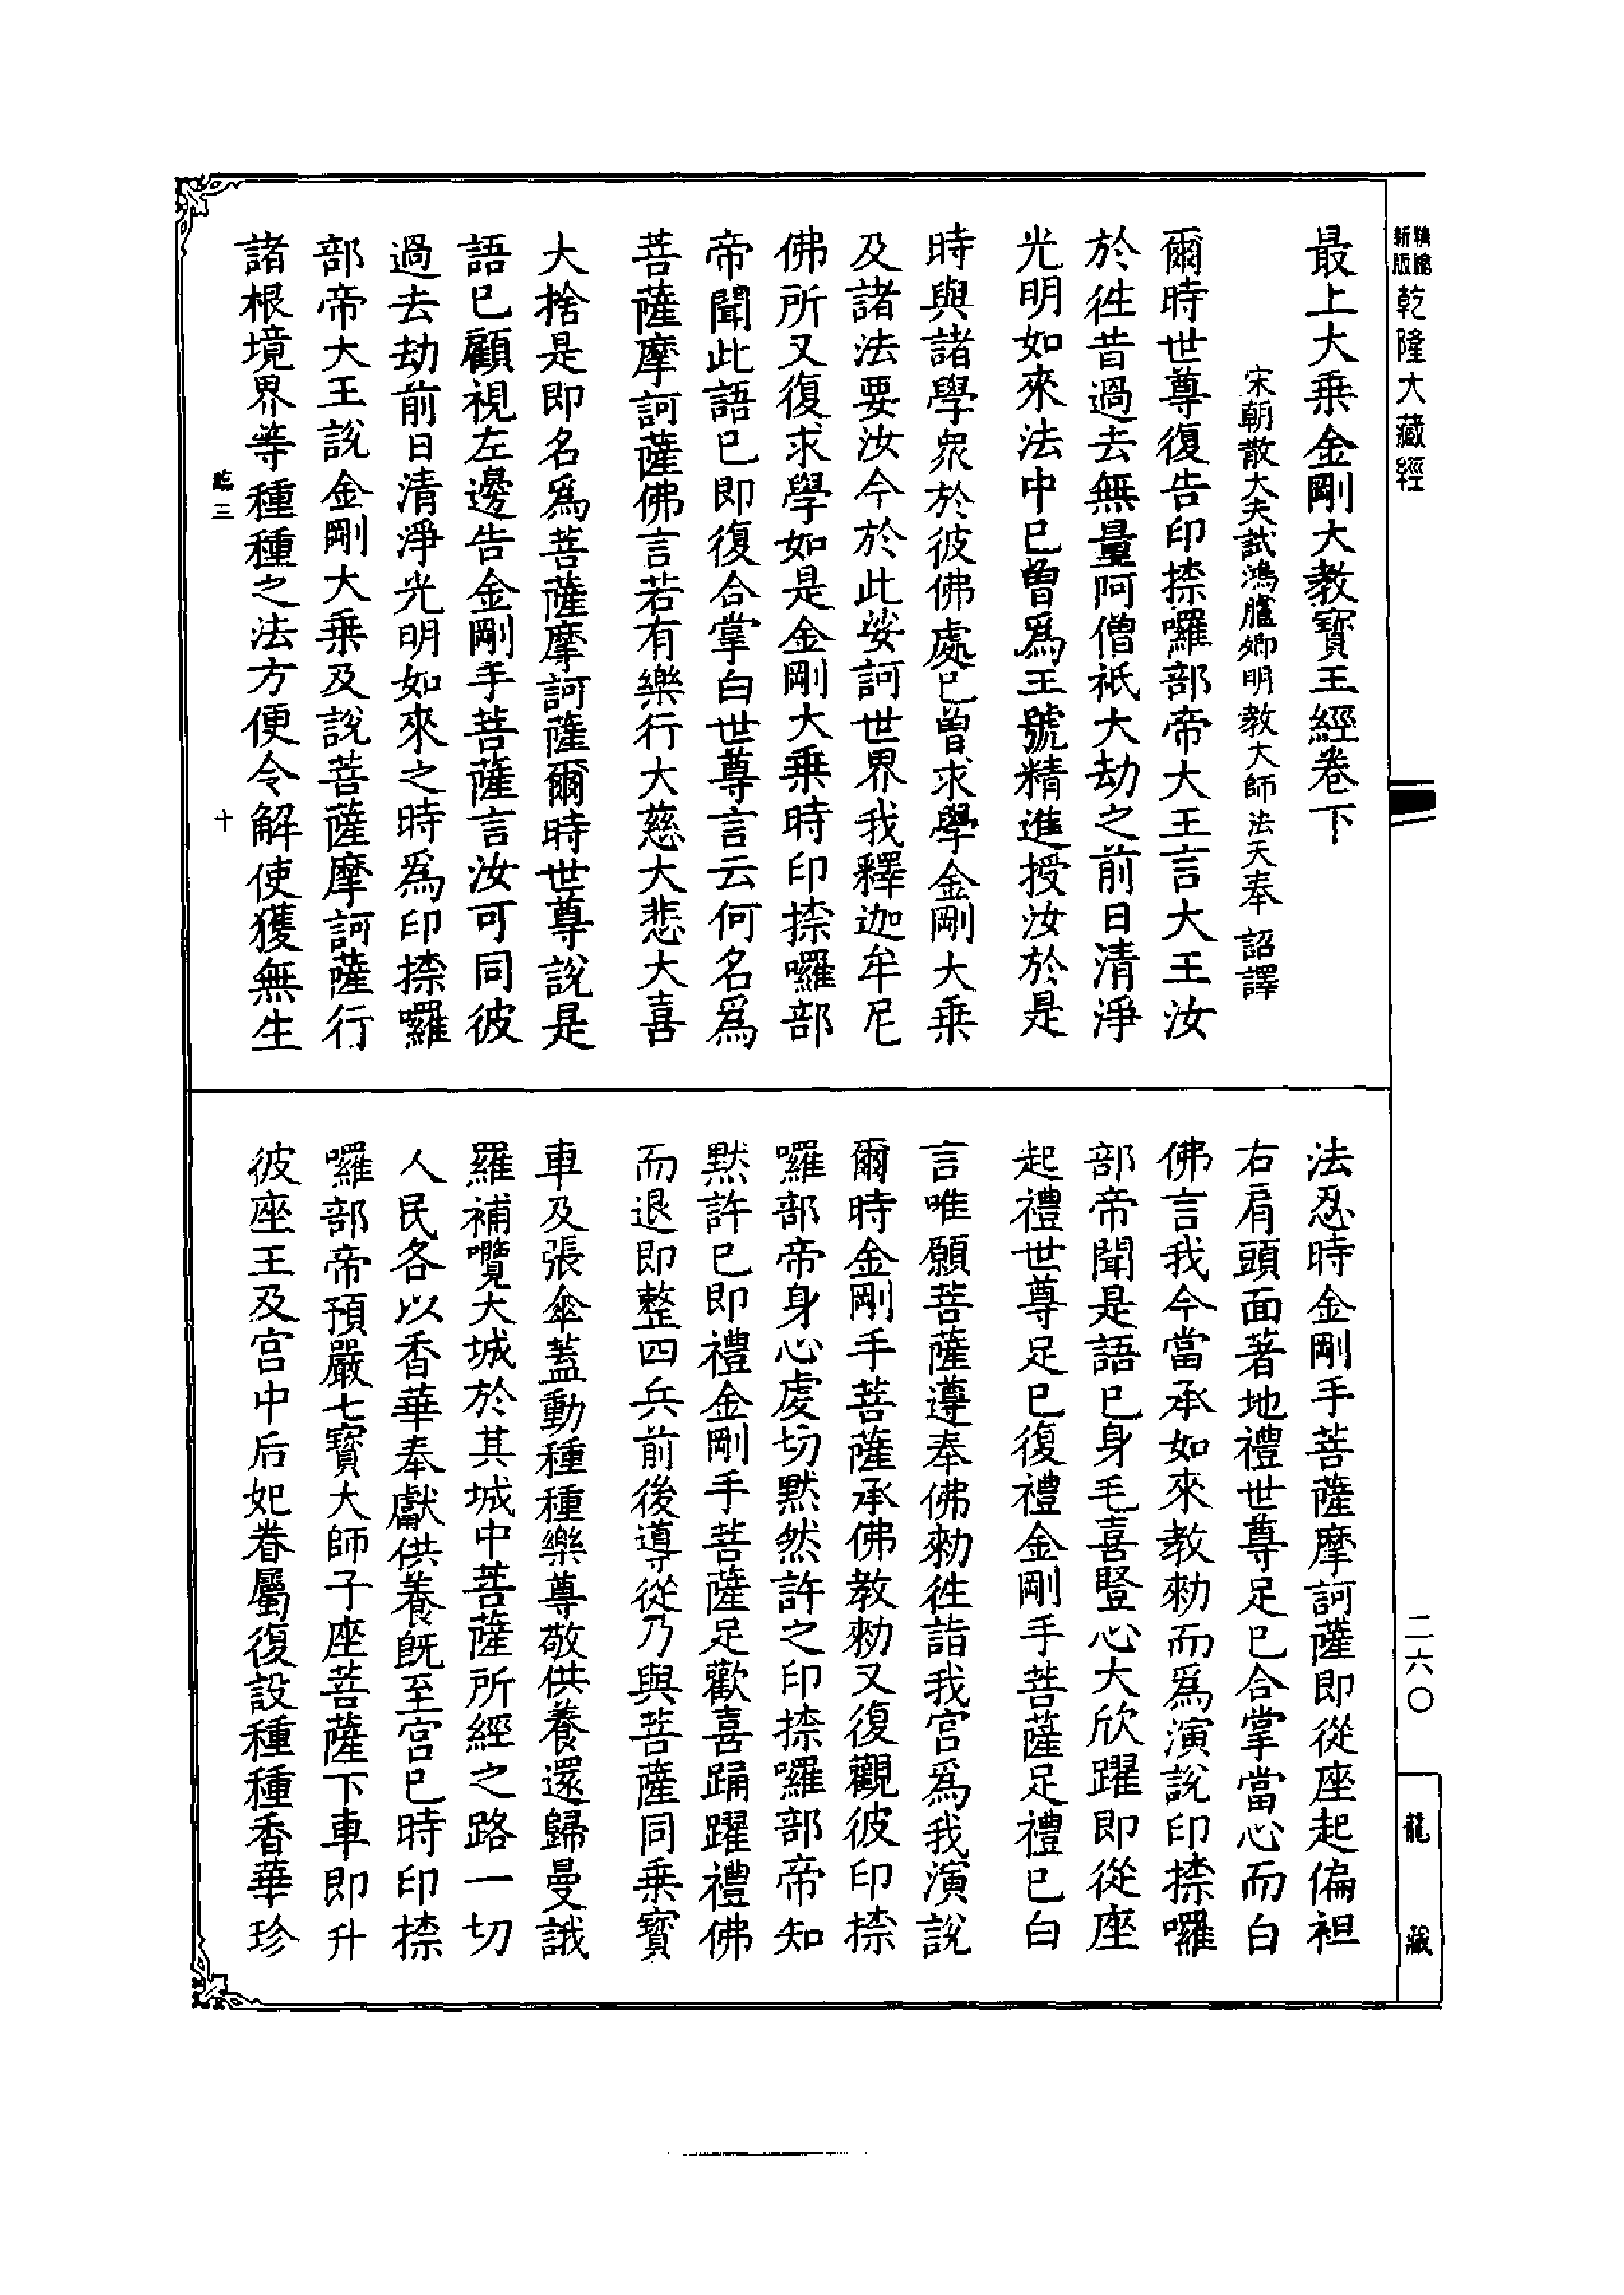 乾隆大藏經
最上大乘金剛大教寶王經卷下
宋朝散大夫試鴻臚卿明教大師法天奉 詔譯
爾時世尊復告印捺囉部帝大王言大王汝
於徃昔過去無量阿僧祇大劫之前日清淨
光明如來法中已曾爲王號精進授汝於是
時與諸學衆於彼佛處已曾求學金剛大乘
及諸法要汝今於此娑訶世界我釋迦牟尼
佛所又復求學如是金剛大乘時印捺囉部
帝聞此語已即復合掌白世尊言云何名爲
菩薩摩訶薩佛言若有樂行大慈大悲大喜
大捨是即名爲菩薩摩訶薩爾時世尊說是
語已顧視左邊告金剛手菩薩言汝可同彼
過去劫前日清淨光明如來之時爲印捺囉
部帝大王說金剛大乘及說菩薩摩訶薩行
諸根境界等種種之法方便令解使獲無生
三 十
法忍時金剛手菩薩摩訶薩即從座起偏袒
右肩頭面著地禮世尊足已合掌當心而白
佛言我今當承如來教勑而爲演說印捺囉
部帝聞是語已身毛喜豎心大欣躍即從座
起禮世尊足已復禮金剛手菩薩足禮已白
言唯願菩薩遵奉佛勑徃詣我宫爲我演說
爾時金剛手菩薩承佛教勑又復觀彼印捺
囉部帝身心虔切默然許之印捺囉部帝知
默許已即禮金剛手菩薩足歡喜踊躍禮佛
而退即整四兵前後導從乃與菩薩同乘寶
車及張傘蓋動種種樂尊敬供養還歸曼誐
羅補囕大城於其城中菩薩所經之路一切
人民各以香華奉獻供養既至宫已時印捺
囉部帝預嚴七寶大師子座菩薩下車即升
彼座王及宫中后妃眷屬復設種種香華珍
二六〇
龍藏